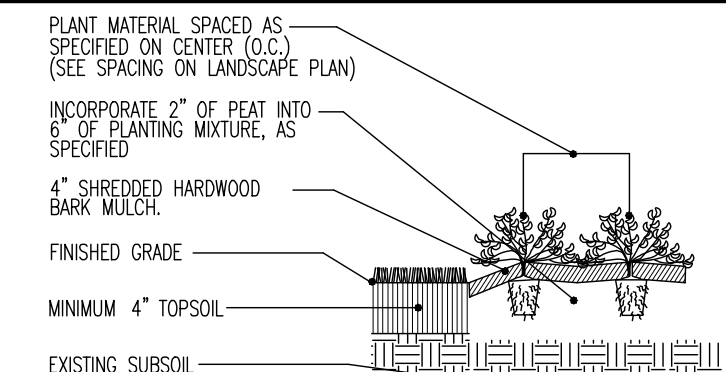 PLANT MATERIAL SPACED AS
SPECIFIED ON CENTER (O.C.)
(SEE SPACING ON LANDSCAPE PLAN)
INCORPORATE 2” OF PEAT INTO
6” OF PLANTING MIXTURE, AS
SPECIFIED
4” SHREDDED HARDWOOD
BARK MULCH.
FINISHED GRADE
MINIMUM 4” TOPSOIL
EXISTING SUBSOIL